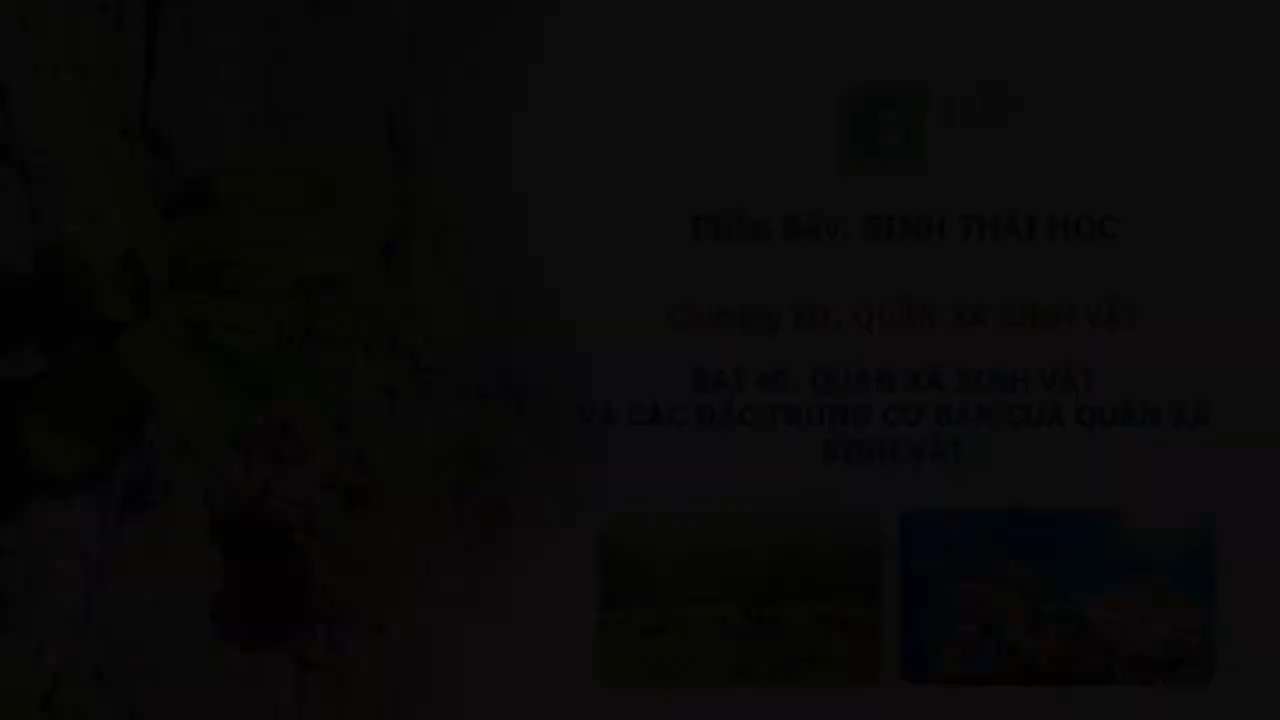 Phần Bảy. SINH THÁI HỌC
Chương III. QUẦN XÃ SINH VẬT
BÀI 40. QUẦN XÃ SINH VẬT
VÀ CÁC ĐẶC TRƯNG CƠ BẢN CỦA QUẦN XÃ
SINH VẬT